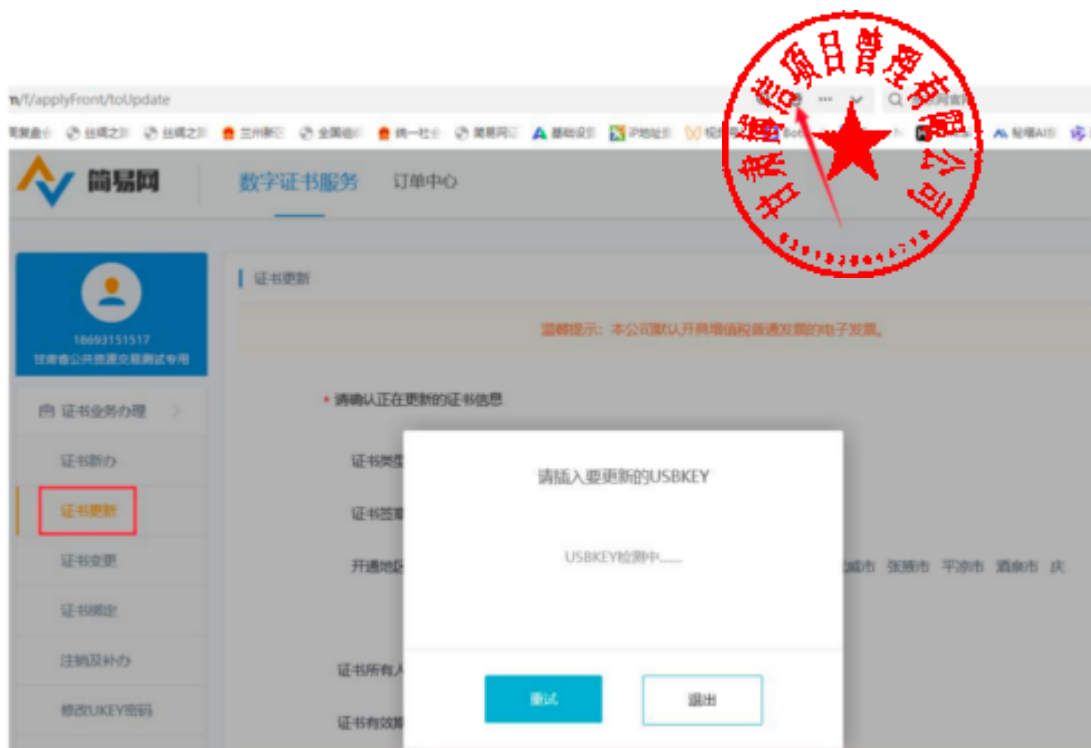 /f/applyFront/toUpdate
简易网
数字证书服务
订单中心
甘肃
信项目管理有限公司
证书更新
温馨提示：本公司默认开具增值税普通发票的电子发票。
18693151517
甘肃省公共资源交易测试专用
* 请确认正在更新的证书信息
证书业务办理
证书新办
证书更新
证书变更
证书绑定
注销及补办
修改UKEY密码
证书类型
证书签章
开通地区
威市 张掖市 平凉市 酒泉市 庆
证书所有人
证书有效期
请插入要更新的USBKEY
USBKEY检测中......
重试
退出